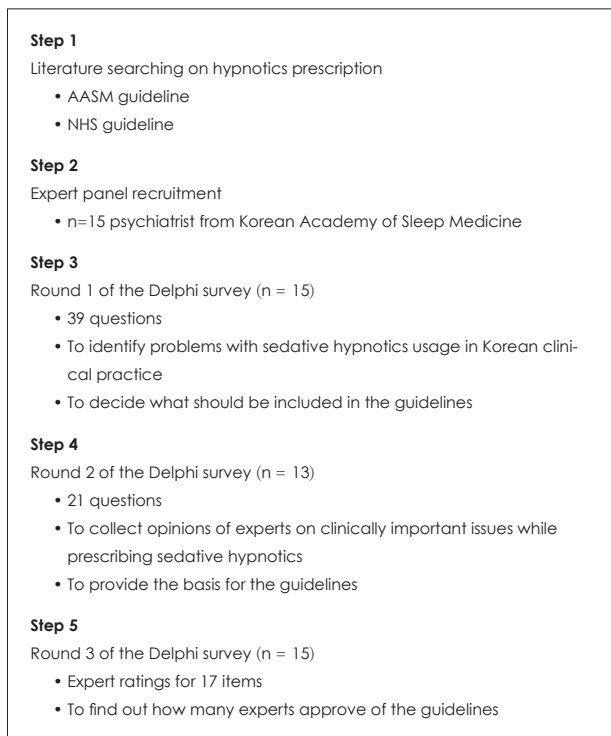 Step 1
Literature searching on hypnotics prescription
• AASM guideline
• NHS guideline
Step 2
Expert panel recruitment
• n=15 psychiatrist from Korean Academy of Sleep Medicine
Step 3
Round 1 of the Delphi survey (n = 15)
• 39 questions
• To identify problems with sedative hypnotics usage in Korean clini-
cal practice
• To decide what should be included in the guidelines
Step 4
Round 2 of the Delphi survey (n = 13)
• 21 questions
• To collect opinions of experts on clinically important issues while
prescribing sedative hypnotics
• To provide the basis for the guidelines
Step 5
Round 3 of the Delphi survey (n = 15)
• Expert ratings for 17 items
• To find out how many experts approve of the guidelines